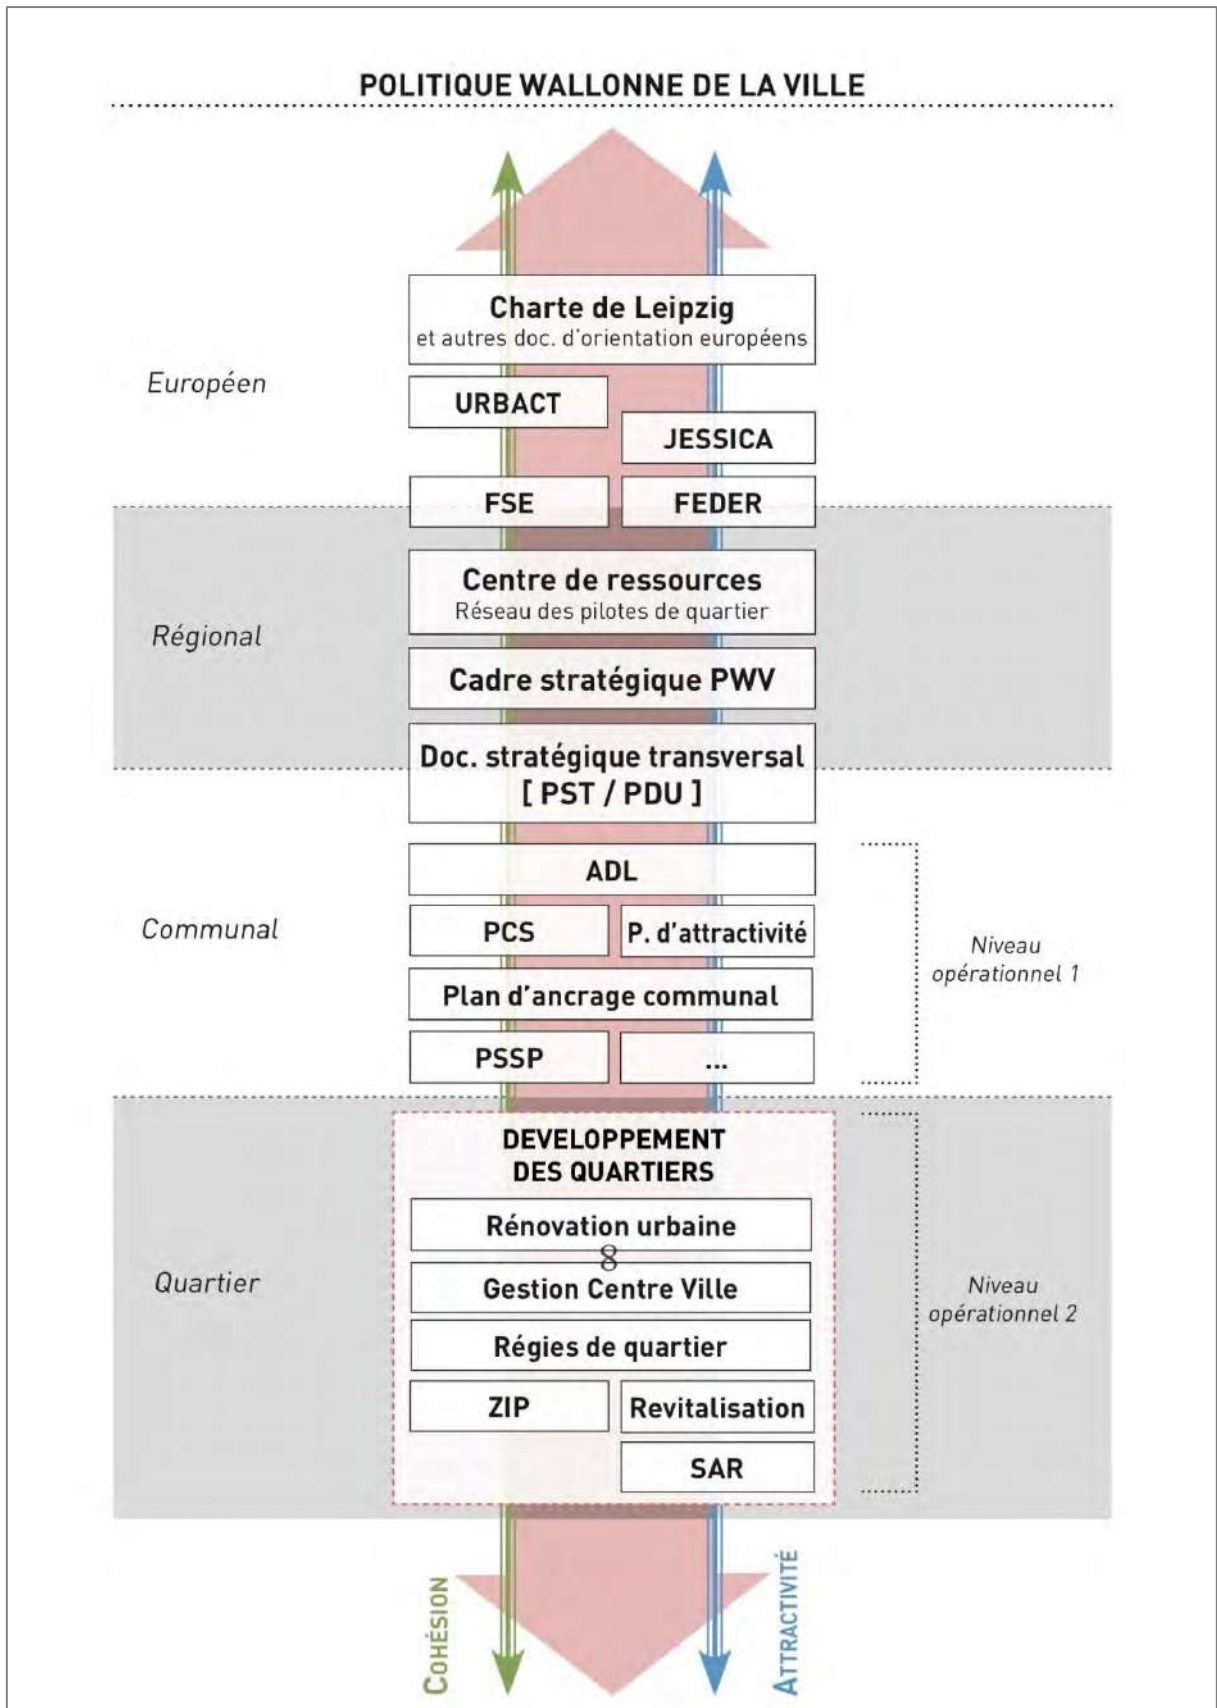 POLITIQUE WALLONNE DE LA VILLE
Charte de Leipzig
et autres doc. d'orientation européens
Européen
URBACT
JESSICA
FSE
FEDER
Centre de ressources
Réseau des pilotes de quartier
Régional
Cadre stratégique PWV
Doc. stratégique transversal
[ PST / PDU ]
ADL
Communal
PCS
P. d'attractivité
Niveau
opérationnel 1
Plan d'ancrage communal
PSSP
...
DEVELOPPEMENT
DES QUARTIERS
Rénovation urbaine
8
Quartier
Gestion Centre Ville
Niveau
opérationnel 2
Régies de quartier
ZIP
Revitalisation
SAR
COHÉSION
ATTRACTIVITÉ